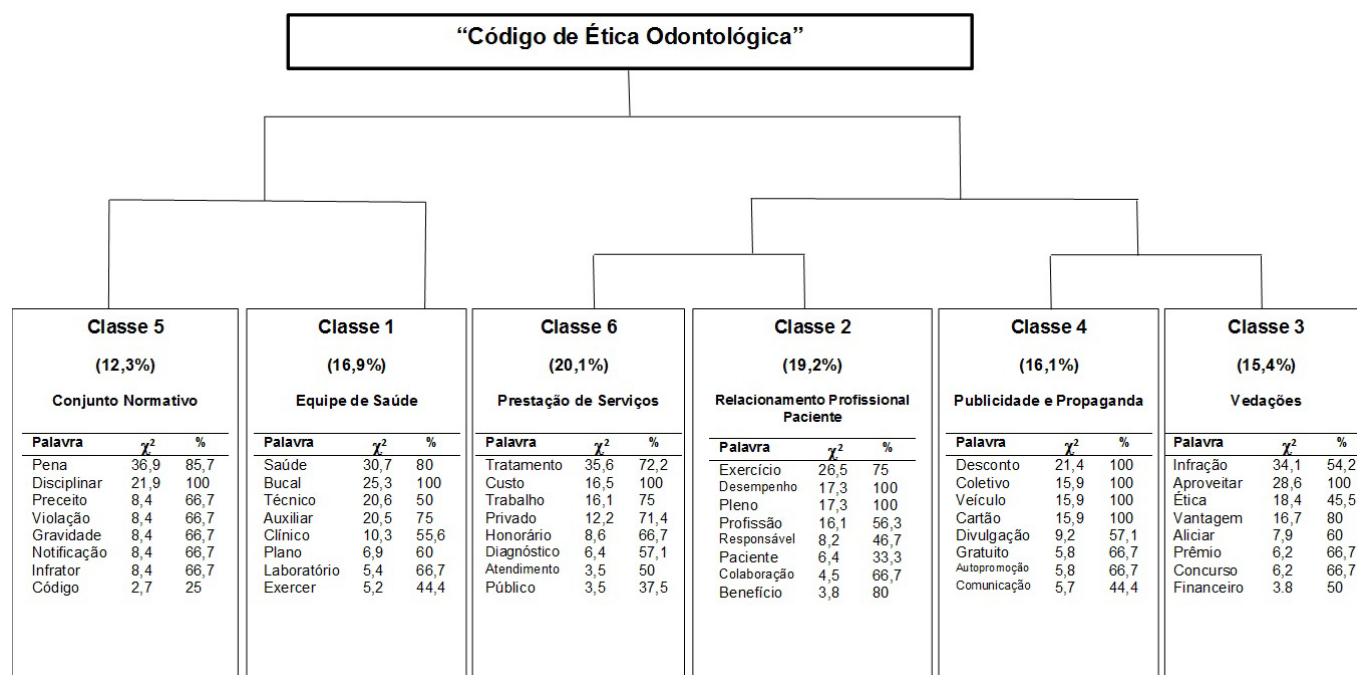 “Código de Ética Odontológica”
Classe 5
(12,3%)
Conjunto Normativo
Palavra χ² %
Pena 36,9 85,7
Disciplinar 21,9 100
Preceito 8,4 66,7
Violação 8,4 66,7
Gravidade 8,4 66,7
Notificação 8,4 66,7
Infrator 8,4 66,7
Código 2,7 25
Classe 1
(16,9%)
Equipe de Saúde
Palavra χ² %
Saúde 30,7 80
Bucal 25,3 100
Técnico 20,6 50
Auxiliar 20,5 75
Clínico 10,3 55,6
Plano 6,9 60
Laboratório 5,4 66,7
Exercer 5,2 44,4
Classe 6
(20,1%)
Prestação de Serviços
Palavra χ² %
Tratamento 35,6 72,2
Custo 16,5 100
Trabalho 16,1 75
Privado 12,2 71,4
Honorário 8,6 66,7
Diagnóstico 6,4 57,1
Atendimento 3,5 50
Público 3,5 37,5
Classe 2
(19,2%)
Relacionamento Profissional
Paciente
Palavra χ² %
Exercício 26,5 75
Desempenho 17,3 100
Pleno 17,3 100
Profissão 16,1 56,3
Responsável 8,2 46,7
Paciente 6,4 33,3
Colaboração 4,5 66,7
Benefício 3,8 80
Classe 4
(16,1%)
Publicidade e Propaganda
Palavra χ² %
Desconto 21,4 100
Coletivo 15,9 100
Veículo 15,9 100
Cartão 15,9 100
Divulgação 9,2 57,1
Gratuito 5,8 66,7
Autopromoção 5,8 66,7
Comunicação 5,7 44,4
Classe 3
(15,4%)
Vedações
Palavra χ² %
Infração 34,1 54,2
Aproveitar 28,6 100
Ética 18,4 45,5
Vantagem 16,7 80
Aliciar 7,9 60
Prêmio 6,2 66,7
Concurso 6,2 66,7
Financeiro 3.8 50